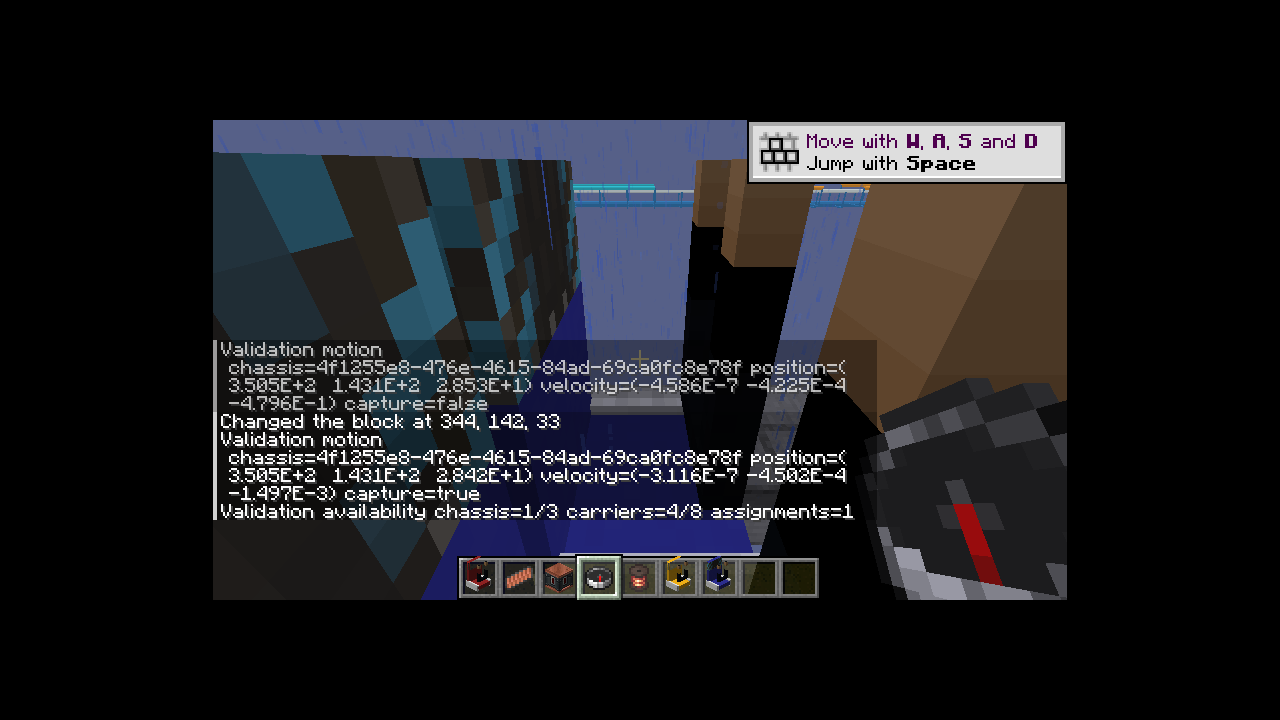 Move with W, A, S and D
Jump with Space
Validation motion
chassis=4f1255e8-476e-4615-84ad-69ca0fc8e78f position=(
3.505E+2 1.431E+2 2.853E+1) velocity=(-4.586E-7 -4.225E-4
-4.796E-1) capture=false
Changed the block at 344, 142, 33
Validation motion
chassis=4f1255e8-476e-4615-84ad-69ca0fc8e78f position=(
3.505E+2 1.431E+2 2.842E+1) velocity=(-3.116E-7 -4.502E-4
-1.497E-3) capture=true
Validation availability chassis=1/3 carriers=4/8 assignments=1